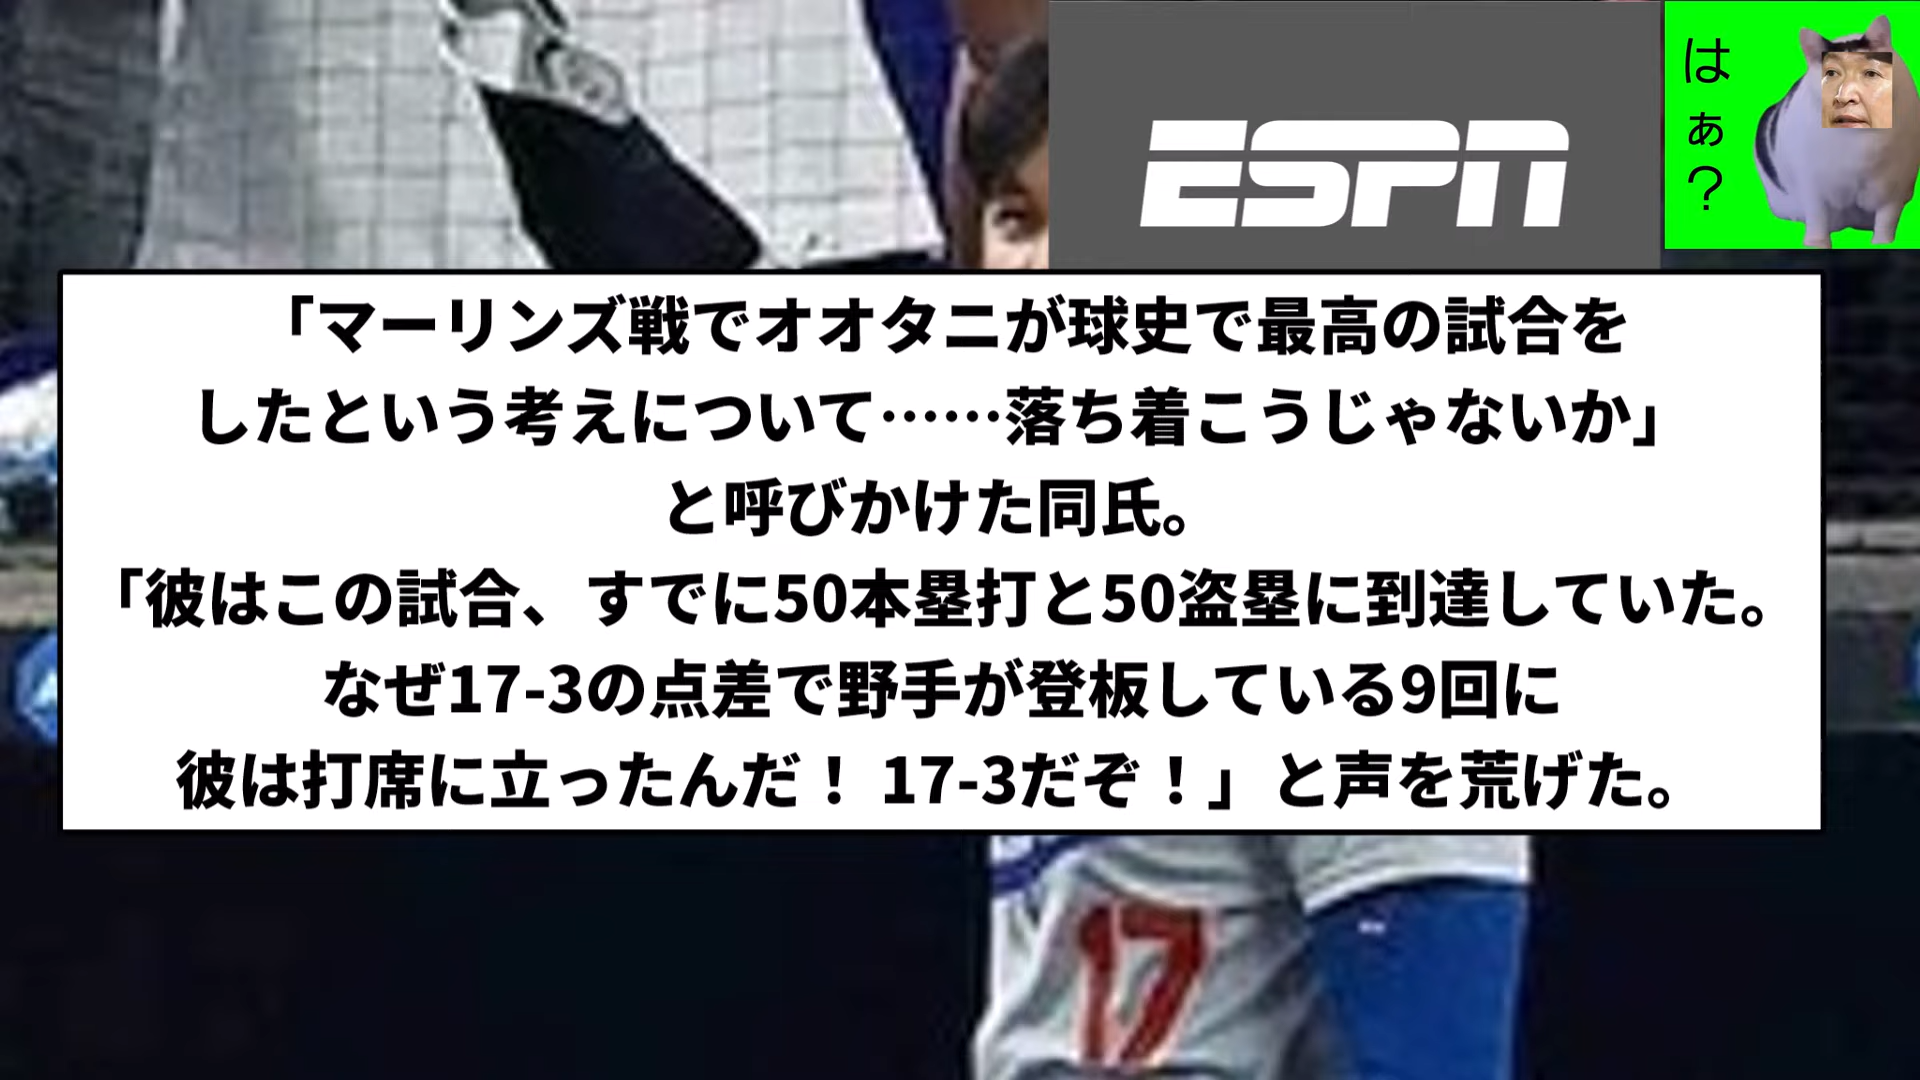 ESPN
はぁ？
「マーリンズ戦でオオタニが球史で最高の試合を
したという考えについて……落ち着こうじゃないか」
と呼びかけた同氏。
「彼はこの試合、すでに50本塁打と50盗塁に到達していた。
なぜ17-3の点差で野手が登板している9回に
彼は打席に立ったんだ！ 17-3だぞ！」と声を荒げた。
17